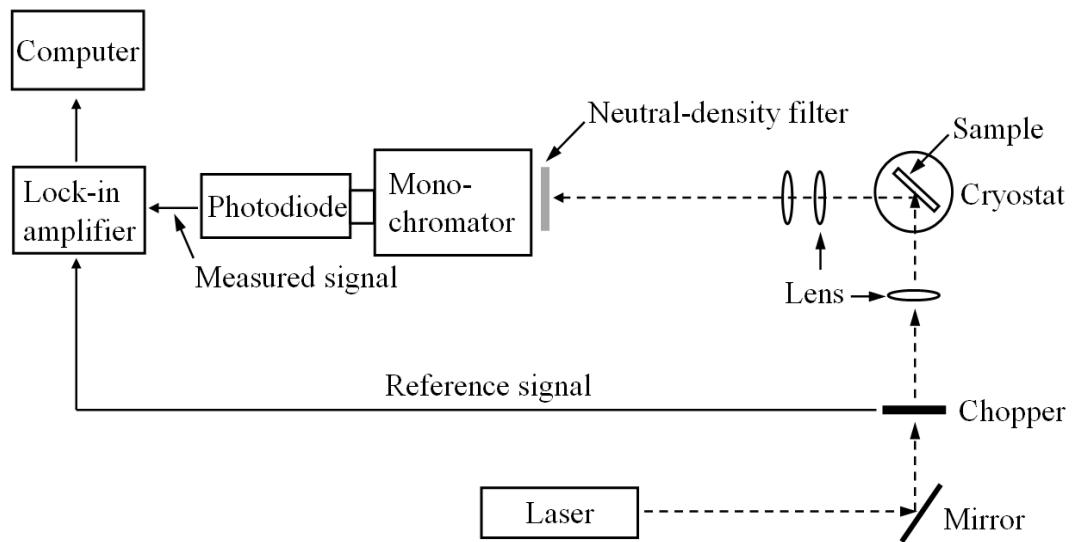 Computer
Neutral-density filter
Sample
Lock-in
amplifier
Photodiode
Mono-
chromator
Cryostat
Measured signal
Lens
Reference signal
Chopper
Laser
Mirror